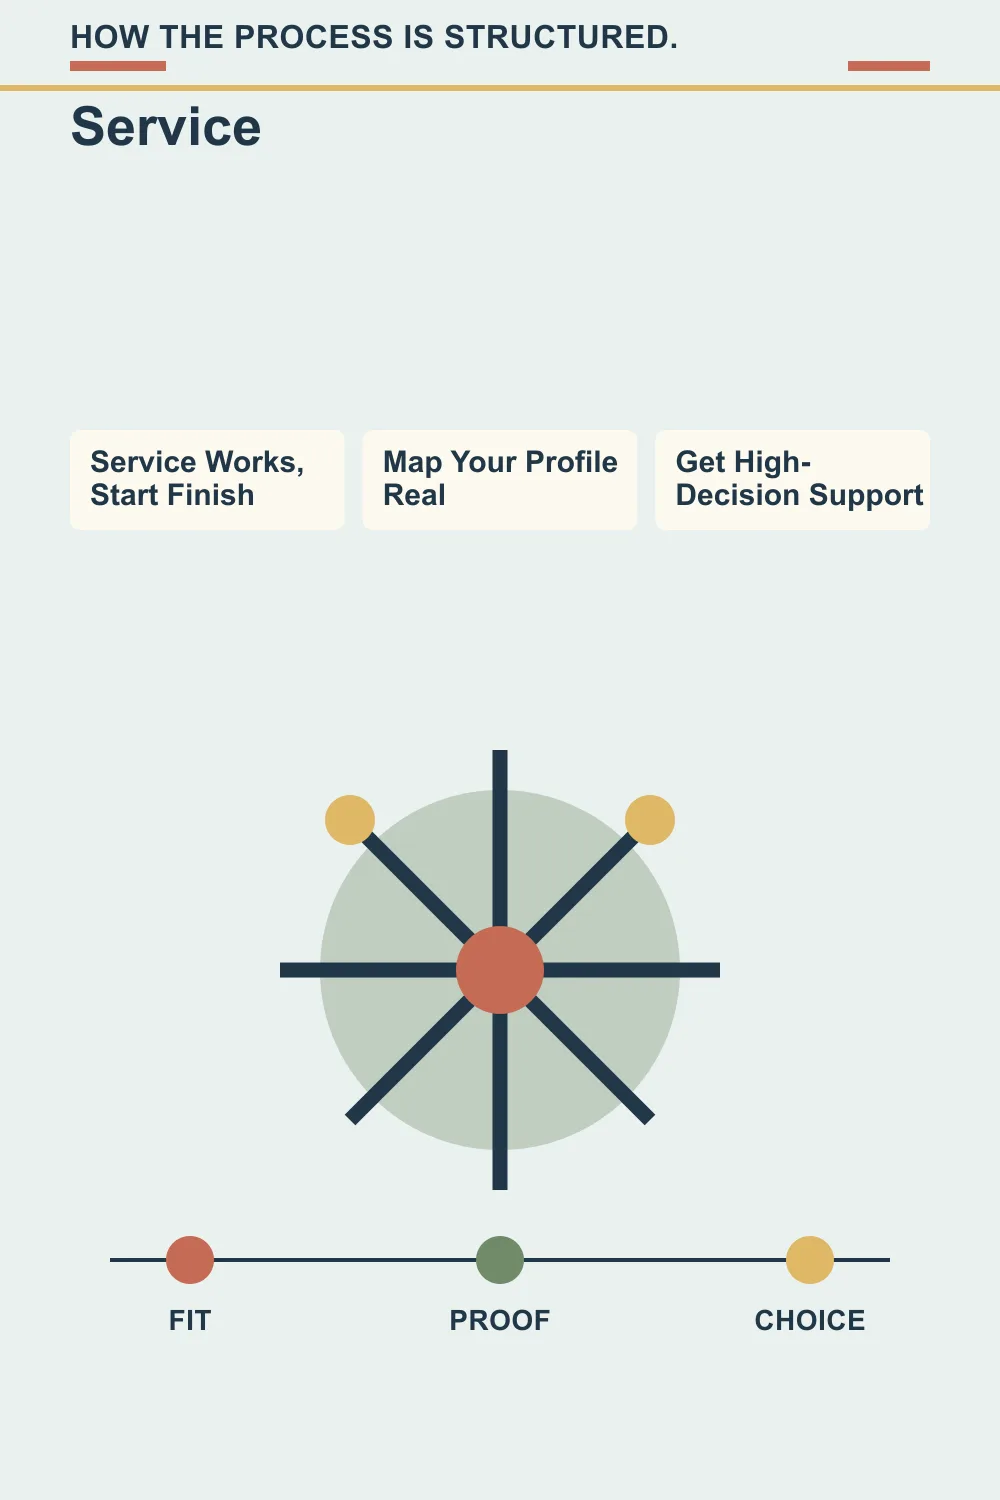 HOW THE PROCESS IS STRUCTURED.
Service
Service Works,
Start Finish
Map Your Profile
Real
Get High-
Decision Support
FIT
PROOF
CHOICE